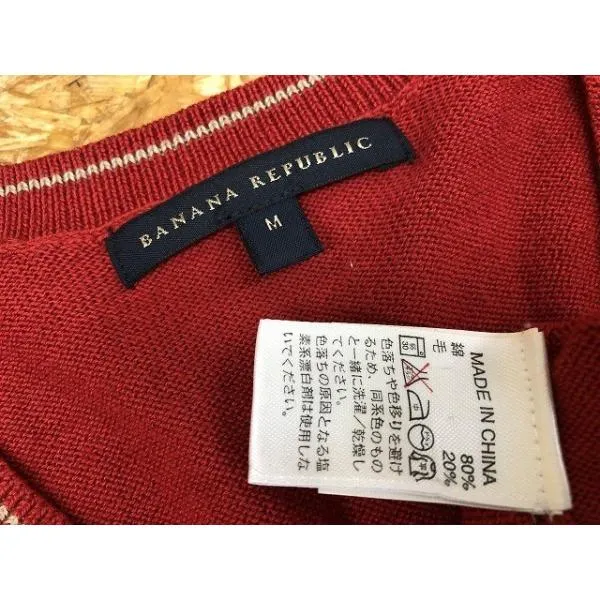 BANANA REPUBLIC
M
MADE IN CHINA
綿 80%
毛 20%
色落ちや色移りを避け
るため、同系色のもの
と一緒に洗濯/乾燥し
てください。
色落ちの原因となる塩
素系漂白剤は使用しな
いでください。